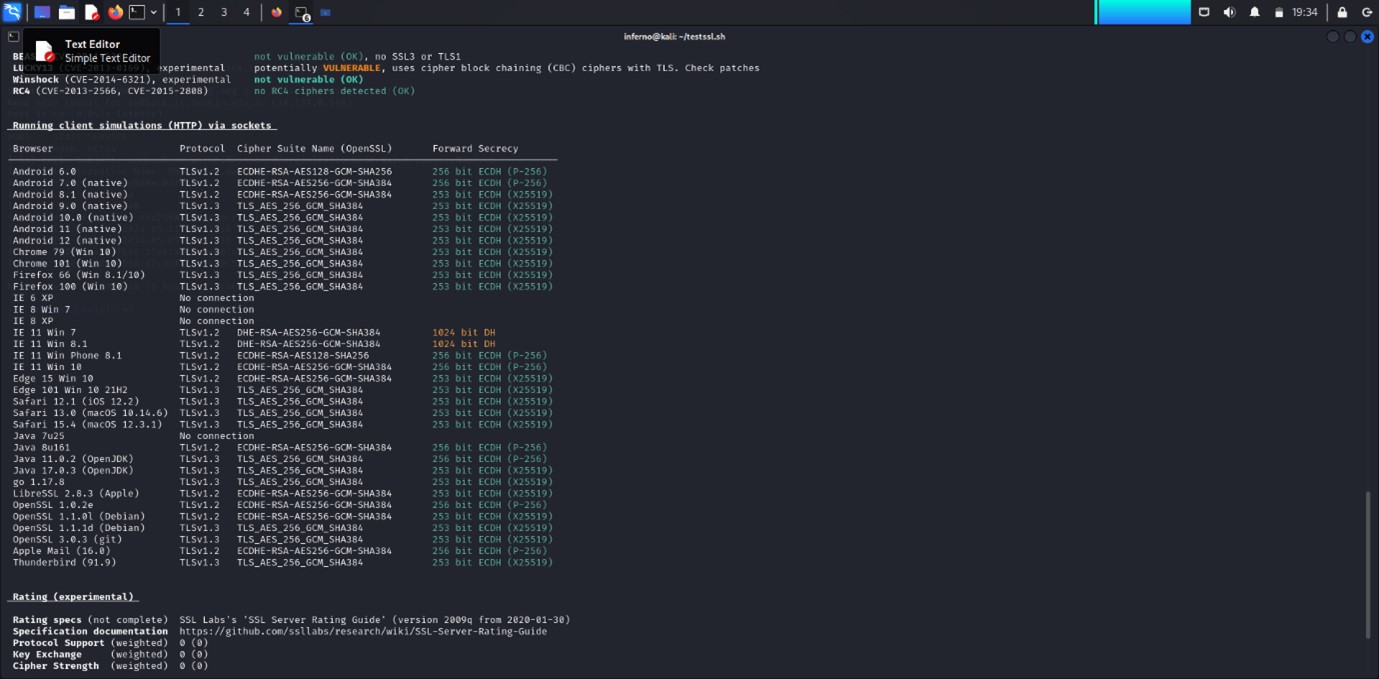 1 2 3 4 6 19:34
inferno@kali: ~/testssl.sh
Text Editor
Simple Text Editor
BEA not vulnerable (OK), no SSL3 or TLS1
LUCKY13 (CVE-2013-0169), experimental potentially VULNERABLE, uses cipher block chaining (CBC) ciphers with TLS. Check patches
Winshock (CVE-2014-6321), experimental not vulnerable (OK)
RC4 (CVE-2013-2566, CVE-2015-2808) no RC4 ciphers detected (OK)
Running client simulations (HTTP) via sockets
Browser Protocol Cipher Suite Name (OpenSSL) Forward Secrecy
Android 6.0 TLSv1.2 ECDHE-RSA-AES128-GCM-SHA256 256 bit ECDH (P-256)
Android 7.0 (native) TLSv1.2 ECDHE-RSA-AES256-GCM-SHA384 256 bit ECDH (P-256)
Android 8.1 (native) TLSv1.2 ECDHE-RSA-AES256-GCM-SHA384 253 bit ECDH (X25519)
Android 9.0 (native) TLSv1.3 TLS_AES_256_GCM_SHA384 253 bit ECDH (X25519)
Android 10.0 (native) TLSv1.3 TLS_AES_256_GCM_SHA384 253 bit ECDH (X25519)
Android 11 (native) TLSv1.3 TLS_AES_256_GCM_SHA384 253 bit ECDH (X25519)
Android 12 (native) TLSv1.3 TLS_AES_256_GCM_SHA384 253 bit ECDH (X25519)
Chrome 79 (Win 10) TLSv1.3 TLS_AES_256_GCM_SHA384 253 bit ECDH (X25519)
Chrome 101 (Win 10) TLSv1.3 TLS_AES_256_GCM_SHA384 253 bit ECDH (X25519)
Firefox 66 (Win 8.1/10) TLSv1.3 TLS_AES_256_GCM_SHA384 253 bit ECDH (X25519)
Firefox 100 (Win 10) TLSv1.3 TLS_AES_256_GCM_SHA384 253 bit ECDH (X25519)
IE 6 XP No connection
IE 8 Win 7 No connection
IE 8 XP No connection
IE 11 Win 7 TLSv1.2 DHE-RSA-AES256-GCM-SHA384 1024 bit DH
IE 11 Win 8.1 TLSv1.2 DHE-RSA-AES256-GCM-SHA384 1024 bit DH
IE 11 Win Phone 8.1 TLSv1.2 ECDHE-RSA-AES128-SHA256 256 bit ECDH (P-256)
IE 11 Win 10 TLSv1.2 ECDHE-RSA-AES256-GCM-SHA384 256 bit ECDH (P-256)
Edge 15 Win 10 TLSv1.2 ECDHE-RSA-AES256-GCM-SHA384 253 bit ECDH (X25519)
Edge 101 Win 10 21H2 TLSv1.3 TLS_AES_256_GCM_SHA384 253 bit ECDH (X25519)
Safari 12.1 (iOS 12.2) TLSv1.3 TLS_AES_256_GCM_SHA384 253 bit ECDH (X25519)
Safari 13.0 (macOS 10.14.6) TLSv1.3 TLS_AES_256_GCM_SHA384 253 bit ECDH (X25519)
Safari 15.4 (macOS 12.3.1) TLSv1.3 TLS_AES_256_GCM_SHA384 253 bit ECDH (X25519)
Java 7u25 No connection
Java 8u161 TLSv1.2 ECDHE-RSA-AES256-GCM-SHA384 256 bit ECDH (P-256)
Java 11.0.2 (OpenJDK) TLSv1.3 TLS_AES_256_GCM_SHA384 256 bit ECDH (P-256)
Java 17.0.3 (OpenJDK) TLSv1.3 TLS_AES_256_GCM_SHA384 253 bit ECDH (X25519)
go 1.17.8 TLSv1.3 TLS_AES_256_GCM_SHA384 253 bit ECDH (X25519)
LibreSSL 2.8.3 (Apple) TLSv1.2 ECDHE-RSA-AES256-GCM-SHA384 253 bit ECDH (X25519)
OpenSSL 1.0.2e TLSv1.2 ECDHE-RSA-AES256-GCM-SHA384 256 bit ECDH (P-256)
OpenSSL 1.1.0l (Debian) TLSv1.2 ECDHE-RSA-AES256-GCM-SHA384 253 bit ECDH (X25519)
OpenSSL 1.1.1d (Debian) TLSv1.3 TLS_AES_256_GCM_SHA384 253 bit ECDH (X25519)
OpenSSL 3.0.3 (git) TLSv1.3 TLS_AES_256_GCM_SHA384 253 bit ECDH (X25519)
Apple Mail (16.0) TLSv1.2 ECDHE-RSA-AES256-GCM-SHA384 256 bit ECDH (P-256)
Thunderbird (91.9) TLSv1.3 TLS_AES_256_GCM_SHA384 253 bit ECDH (X25519)
Rating (experimental)
Rating specs (not complete) SSL Labs's 'SSL Server Rating Guide' (version 2009q from 2020-01-30)
Specification documentation https://github.com/ssllabs/research/wiki/SSL-Server-Rating-Guide
Protocol Support (weighted) 0 (0)
Key Exchange (weighted) 0 (0)
Cipher Strength (weighted) 0 (0)